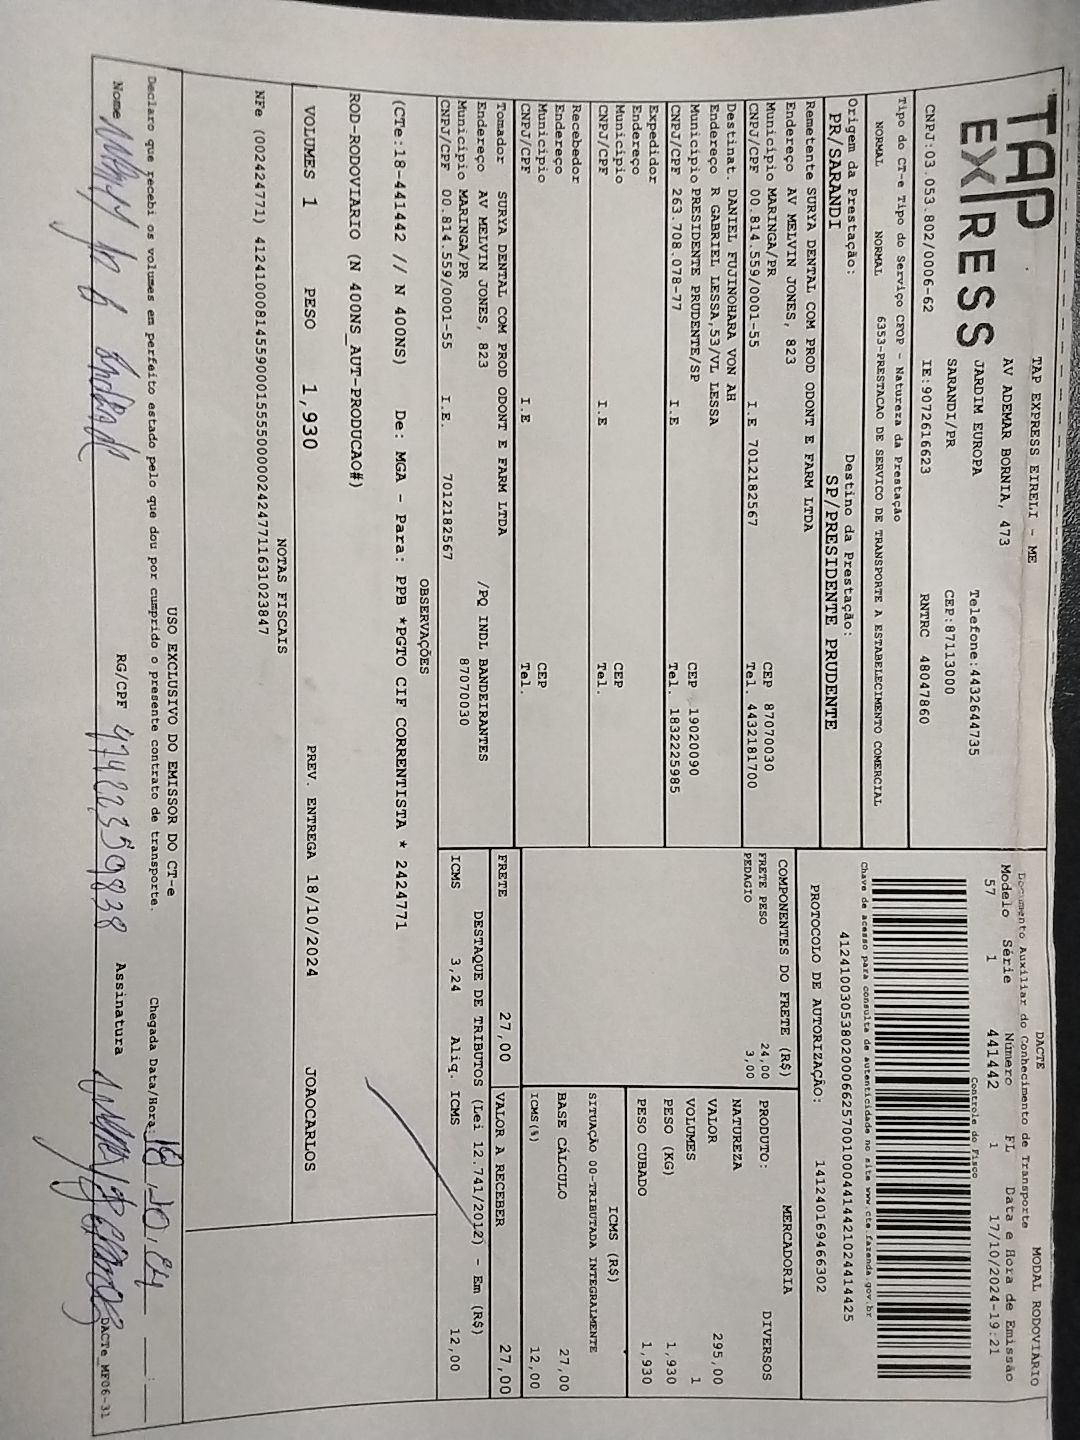 TAP
EXPRESS
TAP EXPRESS EIRELI - ME
AV ADEMAR BORNIA, 473
JARDIM EUROPA
Telefone:4432644735
SARANDI/PR
CEP:87113000
CNPJ:03.053.802/0006-62
IE:9072616623
RNTRC 48047860
DACTE
MODAL RODOVIÁRIO
Documento Auxiliar do Conhecimento de Transporte
Modelo Série Número FL Data e Hora de Emissão
57 1 441442 1 17/10/2024-19:21
Controle do Fisco
Chave de acesso para consulta de autenticidade no site www.cte.fazenda.gov.br
41241003053802000662570010004414421024414425
PROTOCOLO DE AUTORIZAÇÃO: 141240169466302
Tipo do CT-e Tipo do Serviço CFOP - Natureza da Prestação
NORMAL NORMAL 6353-PRESTACAO DE SERVICO DE TRANSPORTE A ESTABELECIMENTO COMERCIAL
Origem da Prestação: Destino da Prestação:
PR/SARANDI SP/PRESIDENTE PRUDENTE
Remetente SURYA DENTAL COM PROD ODONT E FARM LTDA
Endereço AV MELVIN JONES, 823
Município MARINGA/PR CEP 87070030
CNPJ/CPF 00.814.559/0001-55 I.E 7012182567 Tel. 4432181700
Destinat. DANIEL FUJINOHARA VON AH
Endereço R GABRIEL LESSA,53/VL LESSA
Município PRESIDENTE PRUDENTE/SP CEP 19020090
CNPJ/CPF 263.708.078-77 I.E Tel. 1832225985
Expedidor
Endereço
Município CEP
CNPJ/CPF I.E Tel.
Recebedor
Endereço
Município CEP
CNPJ/CPF I.E Tel.
Tomador SURYA DENTAL COM PROD ODONT E FARM LTDA
Endereço AV MELVIN JONES, 823 /PQ INDL BANDEIRANTES
Município MARINGA/PR 87070030
CNPJ/CPF 00.814.559/0001-55 I.E. 7012182567
COMPONENTES DO FRETE (R$)
FRETE PESO 24,00
PEDAGIO 3,00
MERCADORIA
PRODUTO: DIVERSOS
NATUREZA
VALOR 295,00
VOLUMES 1
PESO (KG) 1,930
PESO CUBADO 1,930
ICMS (R$)
SITUAÇÃO 00-TRIBUTADA INTEGRALMENTE
BASE CÁLCULO 27,00
ICMS(%) 12,00
FRETE 27,00 VALOR A RECEBER 27,00
DESTAQUE DE TRIBUTOS (Lei 12.741/2012) - Em (R$)
ICMS 3,24 Aliq. ICMS 12,00
OBSERVAÇÕES
(CTe:18-441442 // N 400NS) De: MGA - Para: PPB *PGTO CIF CORRENTISTA * 2424771
ROD-RODOVIARIO (N 400NS_AUT-PRODUCAO#)
VOLUMES 1 PESO 1,930 PREV. ENTREGA 18/10/2024 JOAOCARLOS
NOTAS FISCAIS
NFe (002424771) 41241000814559000155550000024247711631023847
USO EXCLUSIVO DO EMISSOR DO CT-e
Declaro que recebi os volumes em perfeito estado pelo que dou por cumprido o presente contrato de transporte.
Chegada Data/Hora: 18,10,24 __:__
Nome RG/CPF 47422359838 Assinatura
DACTe_MF06-31